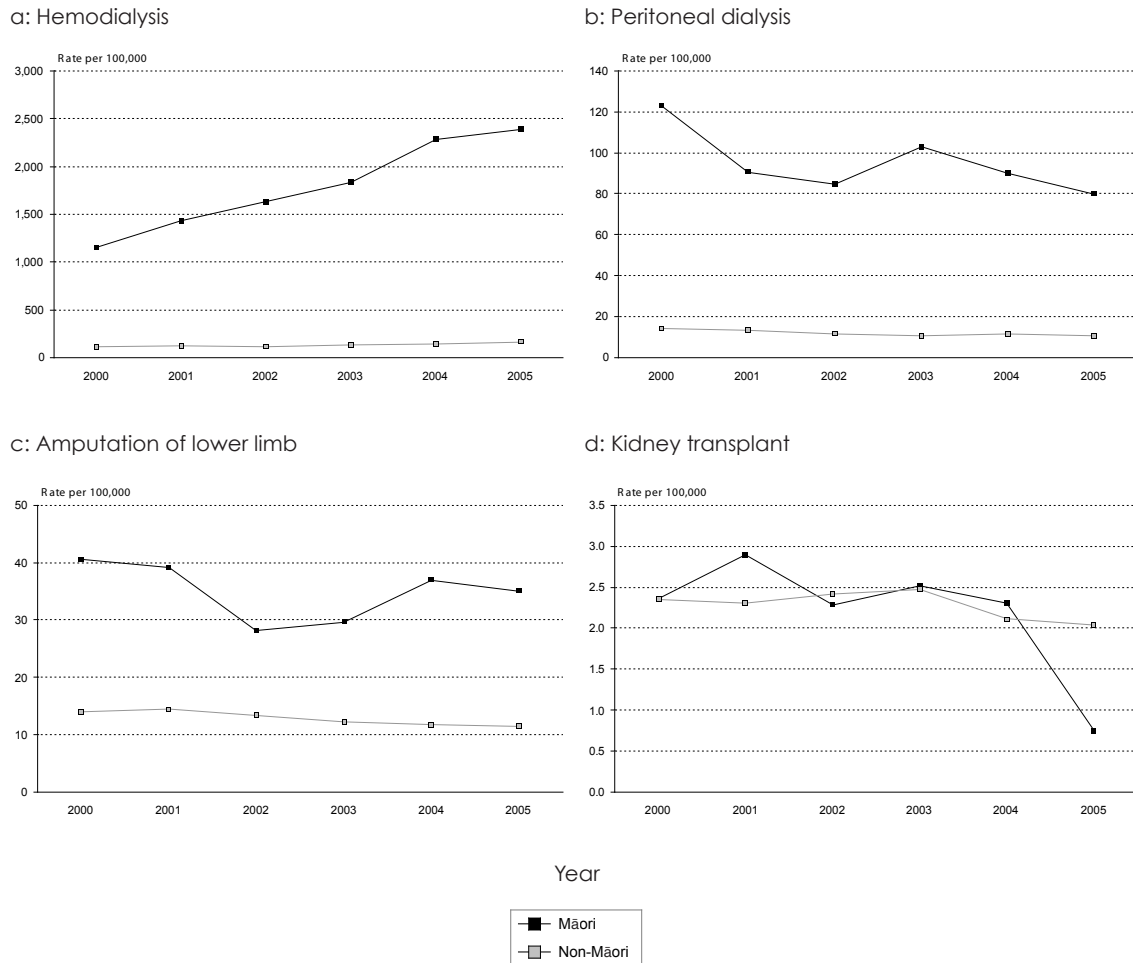 a: Hemodialysis
Rate per 100,000
3,000
2,500
2,000
1,500
1,000
500
0
2000 2001 2002 2003 2004 2005
b: Peritoneal dialysis
Rate per 100,000
140
120
100
80
60
40
20
0
2000 2001 2002 2003 2004 2005
c: Amputation of lower limb
Rate per 100,000
50
40
30
20
10
0
2000 2001 2002 2003 2004 2005
d: Kidney transplant
Rate per 100,000
3.5
3.0
2.5
2.0
1.5
1.0
0.5
0.0
2000 2001 2002 2003 2004 2005
Year
Māori
Non-Māori